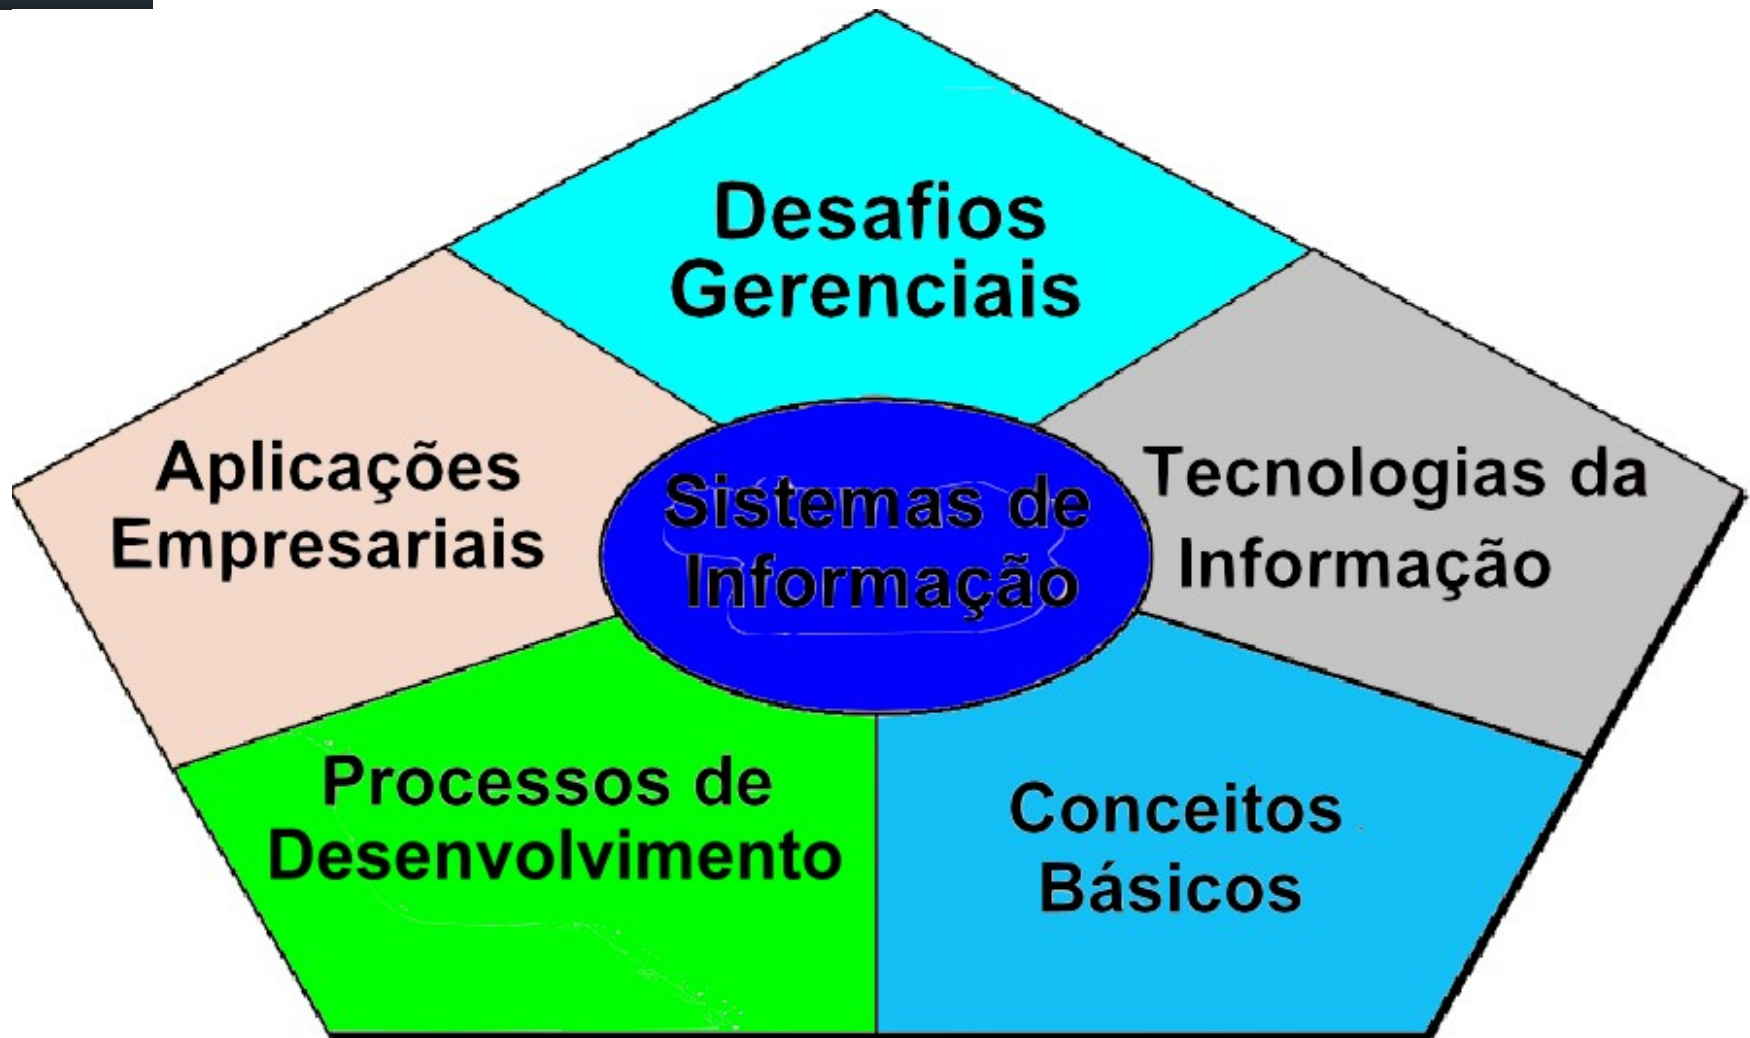 Desafios
Gerenciais
Aplicações
Empresariais
Sistemas de
Informação
Tecnologias da
Informação
Processos de
Desenvolvimento
Conceitos
Básicos